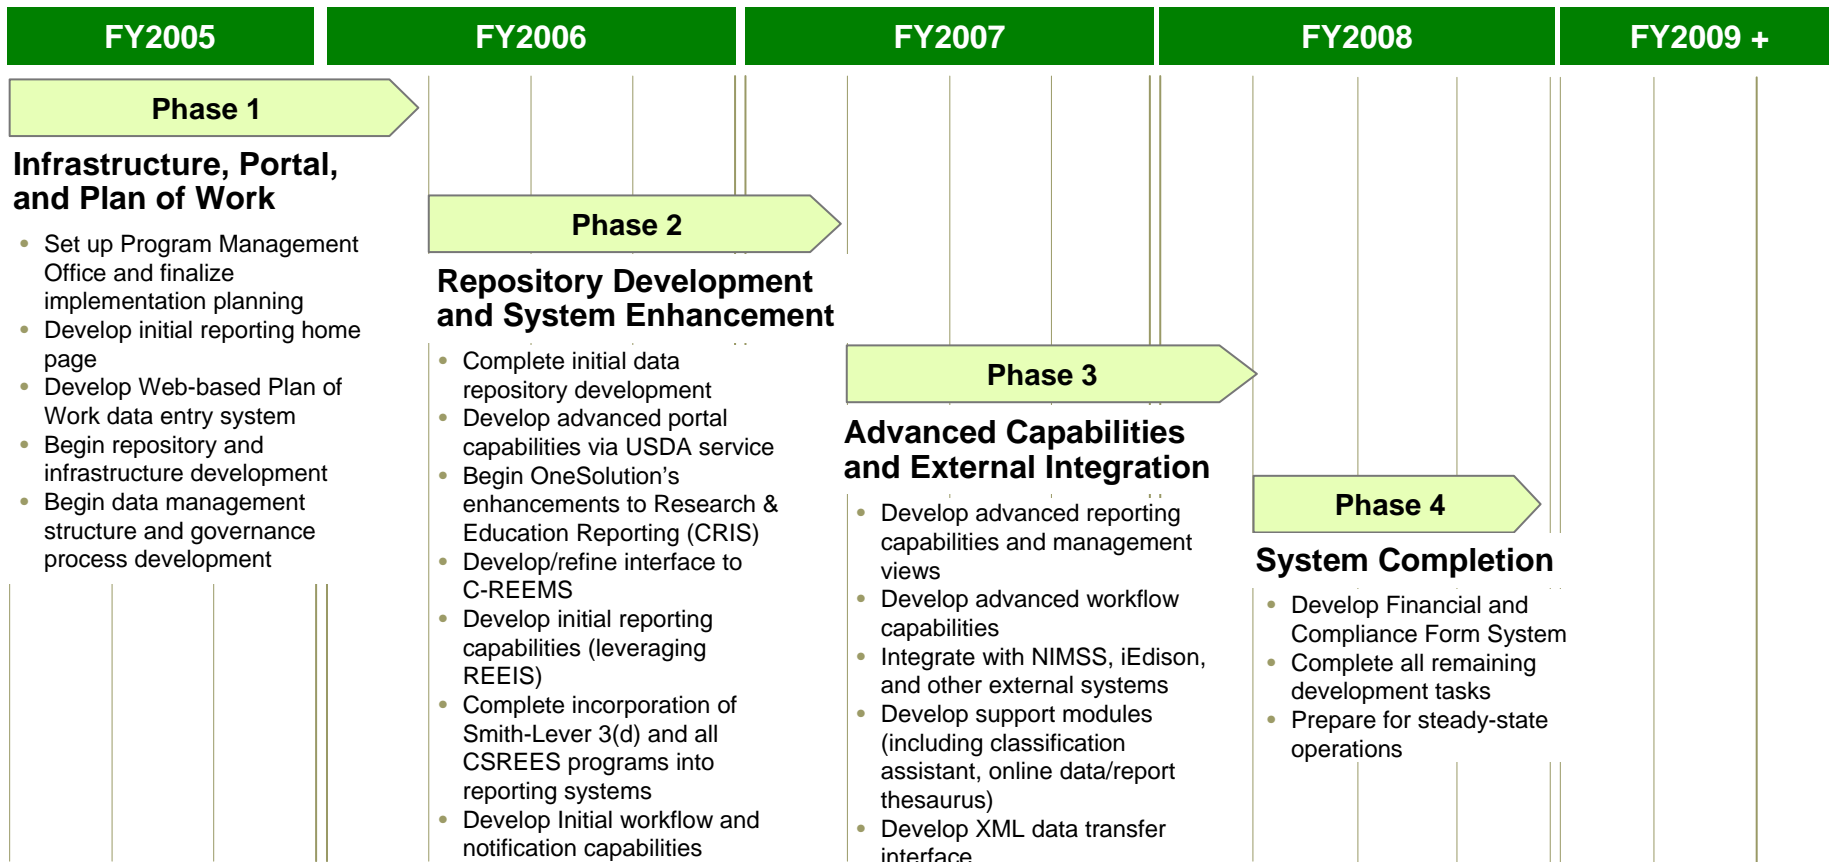 FY2005
FY2006
FY2007
FY2008
FY2009 +
Phase 1
Infrastructure, Portal,
and Plan of Work
• Set up Program Management
Office and finalize
implementation planning
• Develop initial reporting home
page
• Develop Web-based Plan of
Work data entry system
• Begin repository and
infrastructure development
• Begin data management
structure and governance
process development
Phase 2
Repository Development
and System Enhancement
• Complete initial data
repository development
• Develop advanced portal
capabilities via USDA service
• Begin OneSolution's
enhancements to Research &
Education Reporting (CRIS)
• Develop/refine interface to
C-REEMS
• Develop initial reporting
capabilities (leveraging
REEIS)
• Complete incorporation of
Smith-Lever 3(d) and all
CSREES programs into
reporting systems
• Develop Initial workflow and
notification capabilities
Phase 3
Advanced Capabilities
and External Integration
• Develop advanced reporting
capabilities and management
views
• Develop advanced workflow
capabilities
• Integrate with NIMSS, iEdison,
and other external systems
• Develop support modules
(including classification
assistant, online data/report
thesaurus)
• Develop XML data transfer
interface
Phase 4
System Completion
• Develop Financial and
Compliance Form System
• Complete all remaining
development tasks
• Prepare for steady-state
operations